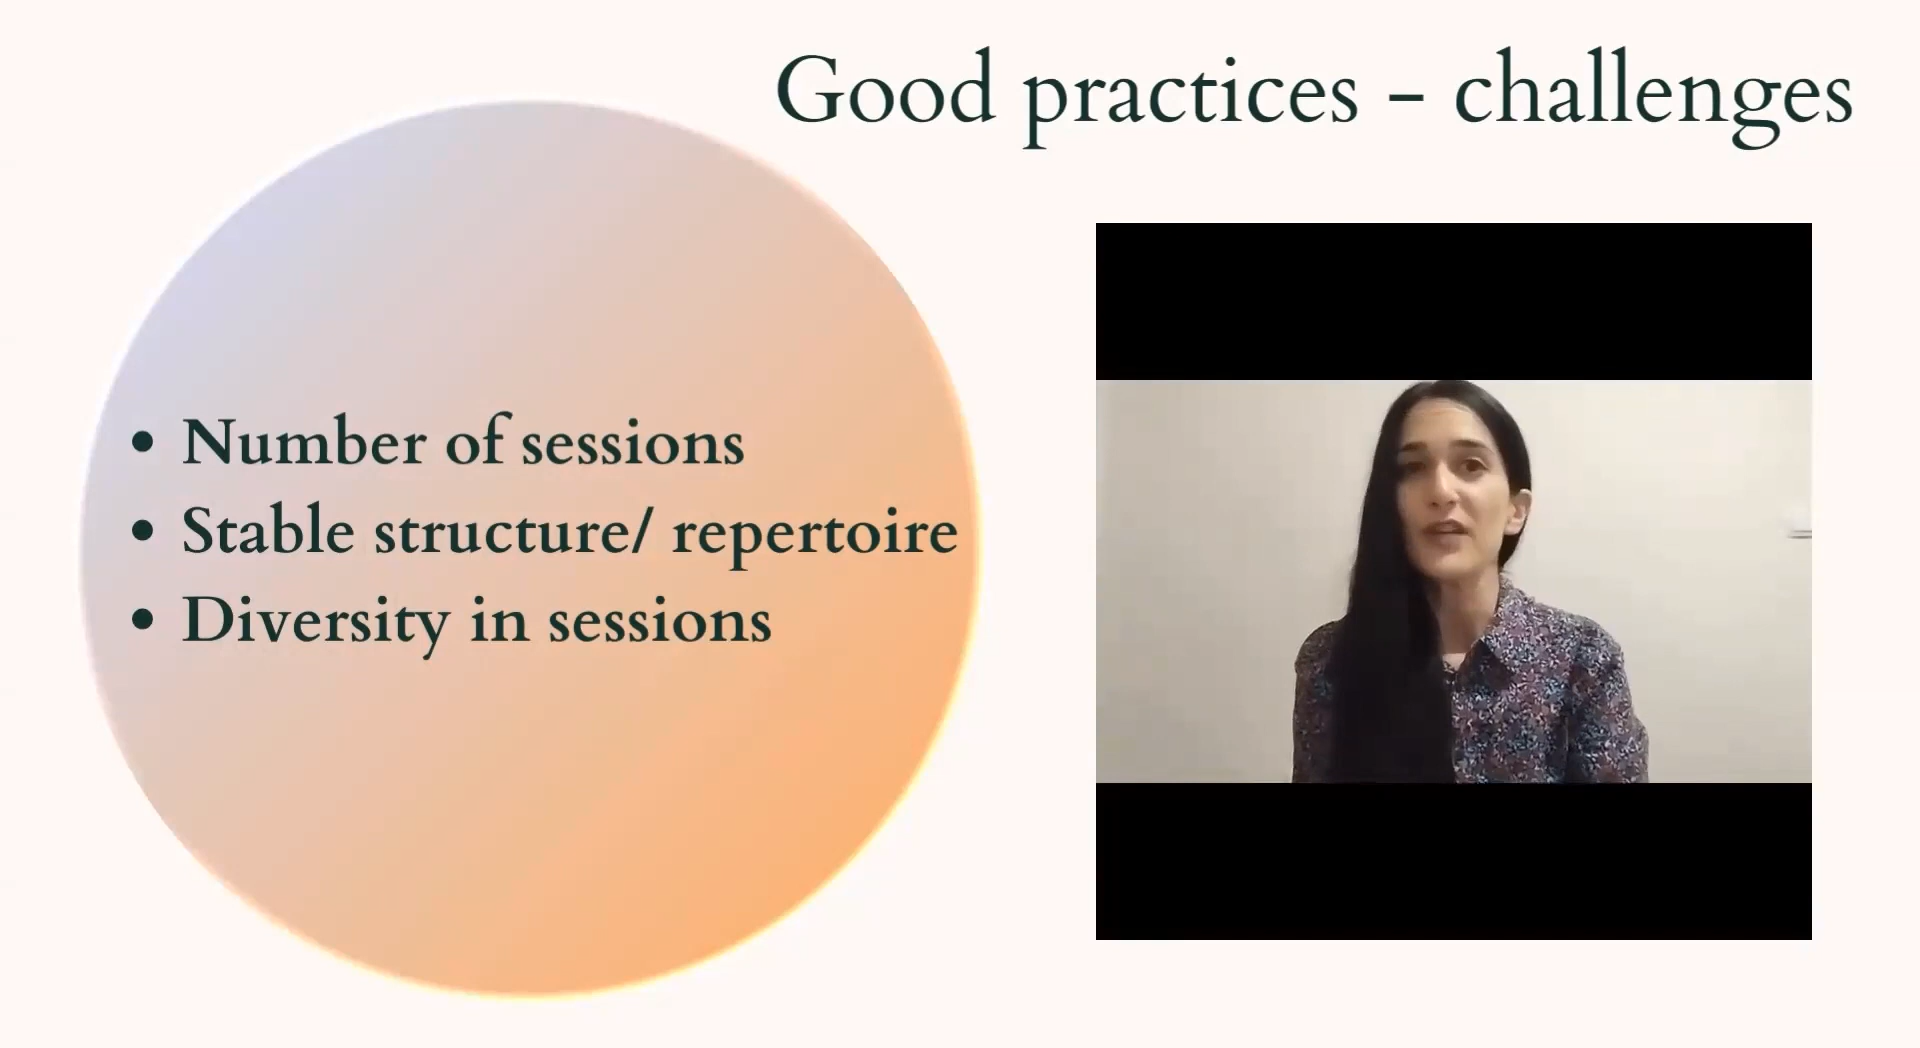 Good practices - challenges
• Number of sessions
• Stable structure/ repertoire
• Diversity in sessions